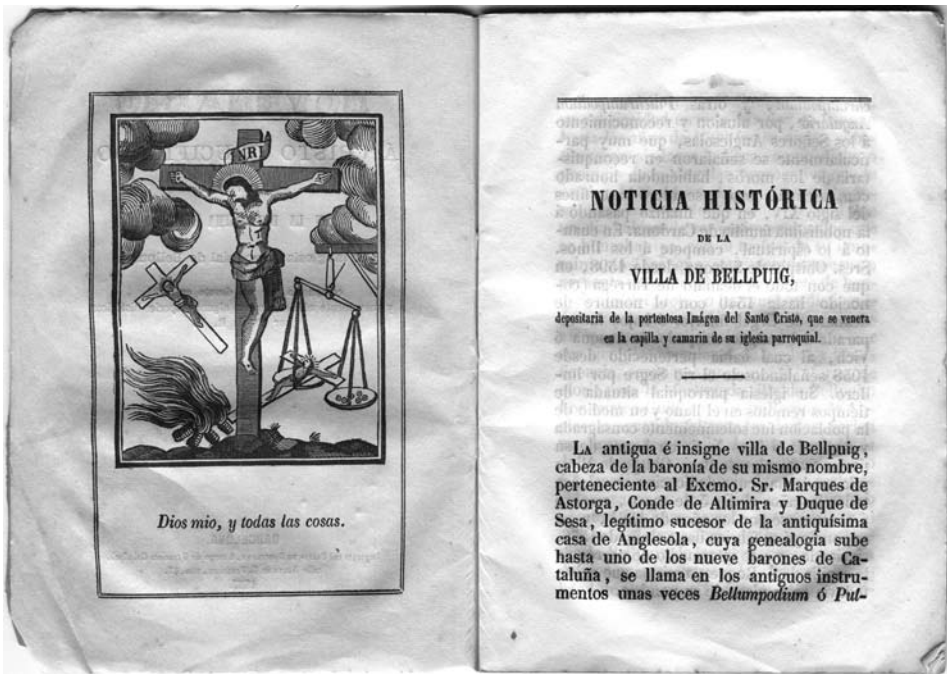 INRI
Dios mio, y todas las cosas.
NOTICIA HISTÓRICA
DE LA
VILLA DE BELLPUIG,
depositaria de la portentosa Imágen del Santo Cristo, que se venera
en la capilla y camarin de su iglesia parroquial.
LA antigua é insigne villa de Bellpuig,
cabeza de la baronía de su mismo nombre,
perteneciente al Excmo. Sr. Marques de
Astorga, Conde de Altimira y Duque de
Sesa, legítimo sucesor de la antiquísima
casa de Anglesola, cuya genealogía sube
hasta uno de los nueve barones de Ca-
taluña, se llama en los antiguos instru-
mentos unas veces Bellumpodium ó Pul-